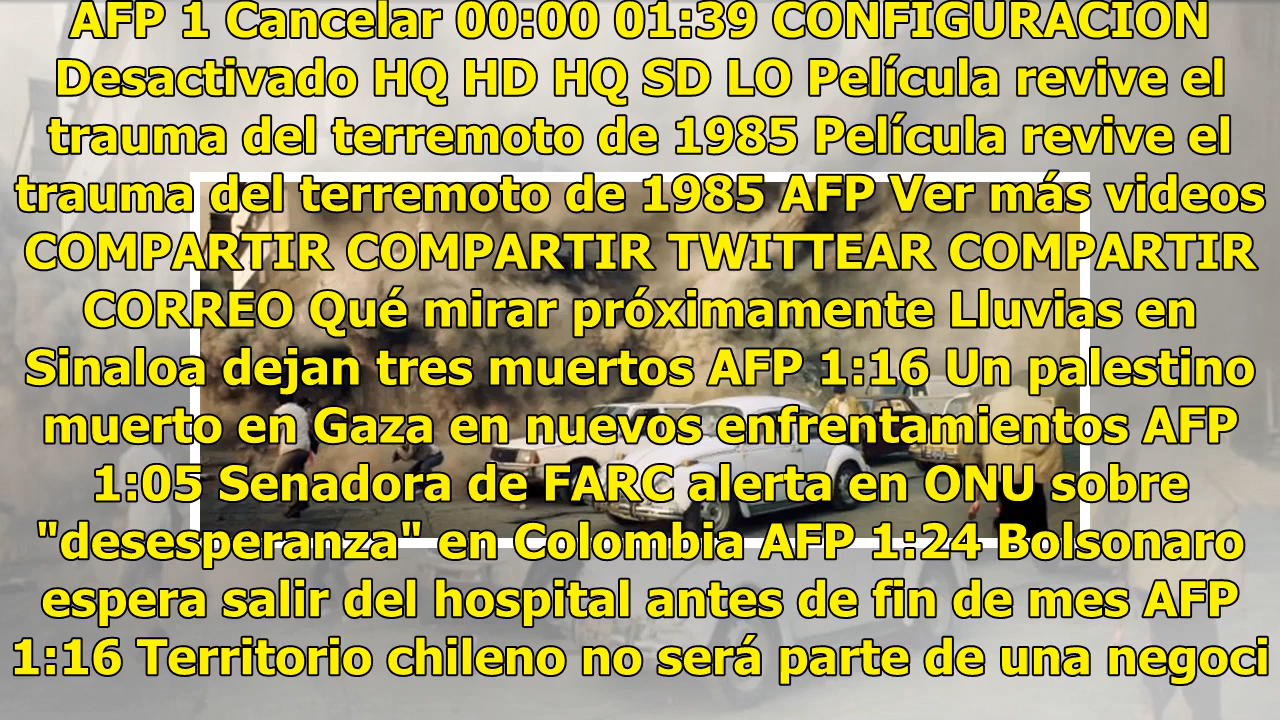 AFP 1 Cancelar 00:00 01:39 CONFIGURACIÓN
Desactivado HQ HD HQ SD LO Película revive el
trauma del terremoto de 1985 Película revive el
trauma del terremoto de 1985 AFP Ver más videos
COMPARTIR COMPARTIR TWITTEAR COMPARTIR
CORREO Qué mirar próximamente Lluvias en
Sinaloa dejan tres muertos AFP 1:16 Un palestino
muerto en Gaza en nuevos enfrentamientos AFP
1:05 Senadora de FARC alerta en ONU sobre
"desesperanza" en Colombia AFP 1:24 Bolsonaro
espera salir del hospital antes de fin de mes AFP
1:16 Territorio chileno no será parte de una negoci